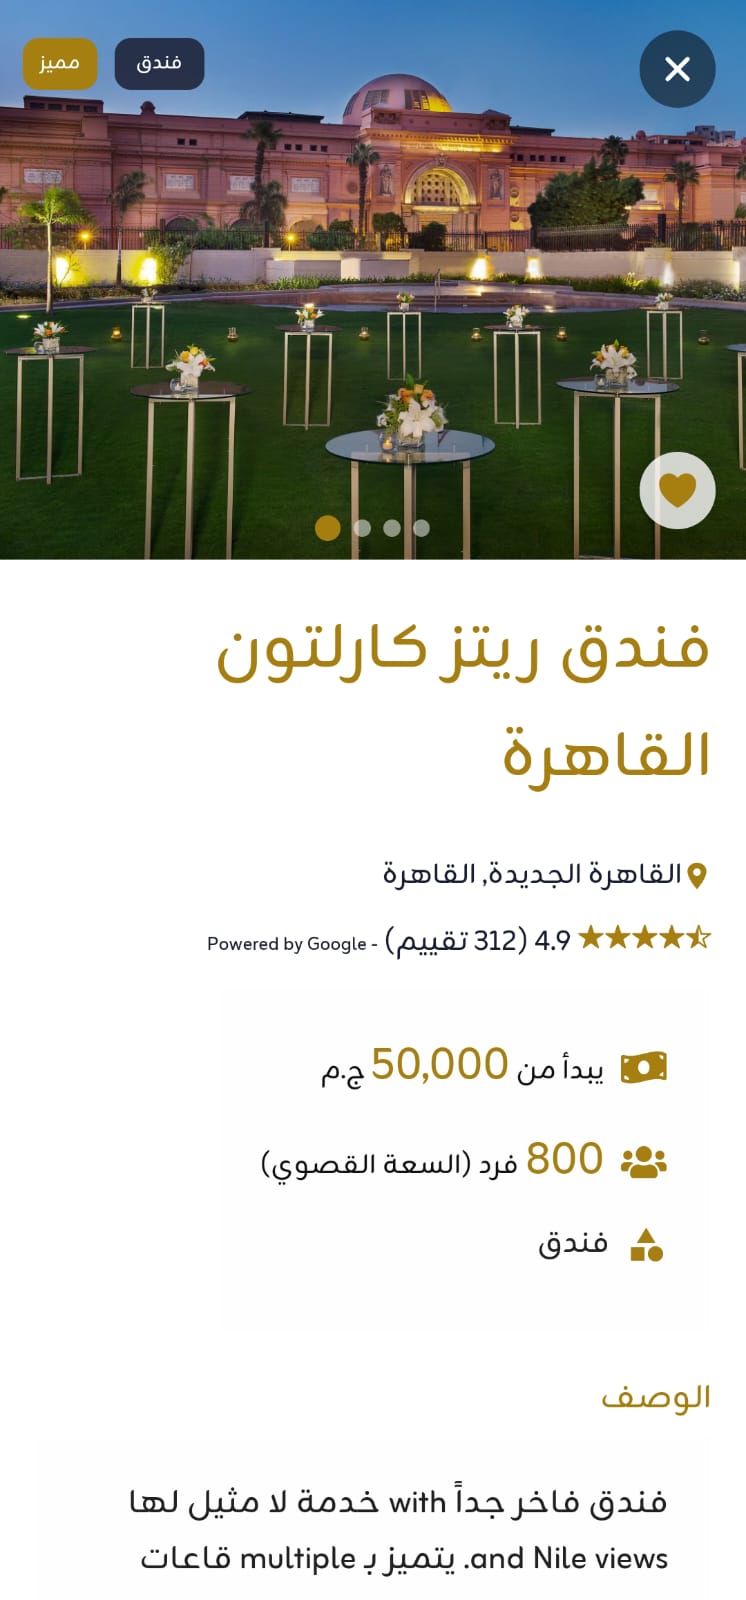 فندق
مميز
فندق ريتز كارلتون
القاهرة
القاهرة الجديدة, القاهرة
4.9 (312 تقييم) - Powered by Google
يبدأ من 50,000 ج.م
800 فرد (السعة القصوي)
فندق
الوصف
فندق فاخر جداً with خدمة لا مثيل لها
and Nile views. يتميز بـ multiple قاعات